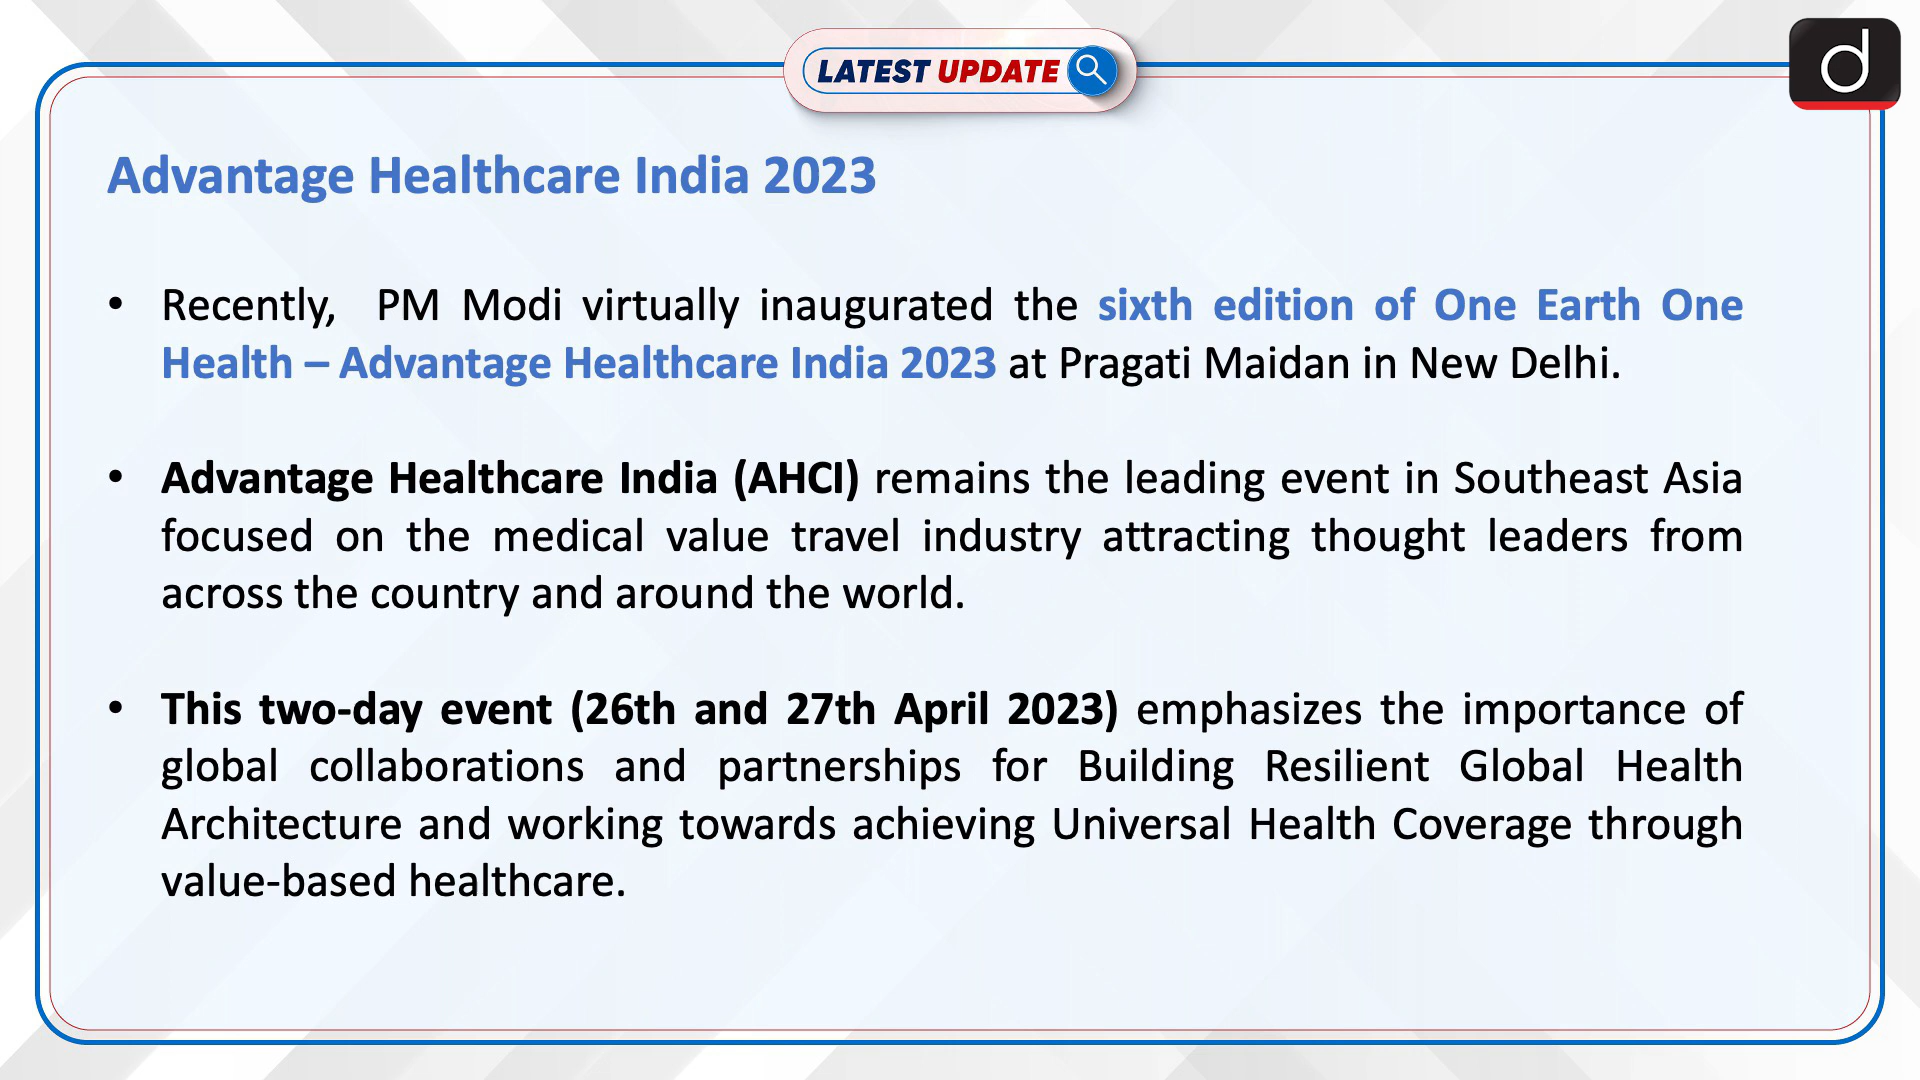 LATEST UPDATE
d
Advantage Healthcare India 2023
• Recently, PM Modi virtually inaugurated the sixth edition of One Earth One
Health – Advantage Healthcare India 2023 at Pragati Maidan in New Delhi.
• Advantage Healthcare India (AHCI) remains the leading event in Southeast Asia
focused on the medical value travel industry attracting thought leaders from
across the country and around the world.
• This two-day event (26th and 27th April 2023) emphasizes the importance of
global collaborations and partnerships for Building Resilient Global Health
Architecture and working towards achieving Universal Health Coverage through
value-based healthcare.